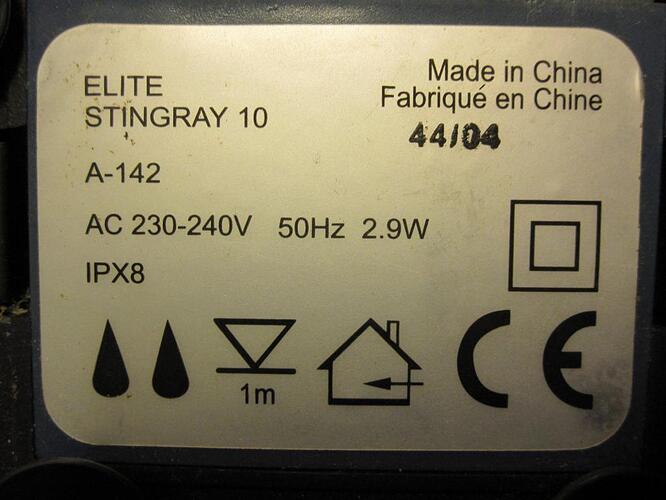 ELITE
STINGRAY 10
Made in China
Fabriqué en Chine
44/04
A-142
AC 230-240V 50Hz 2.9W
IPX8
1m
CE